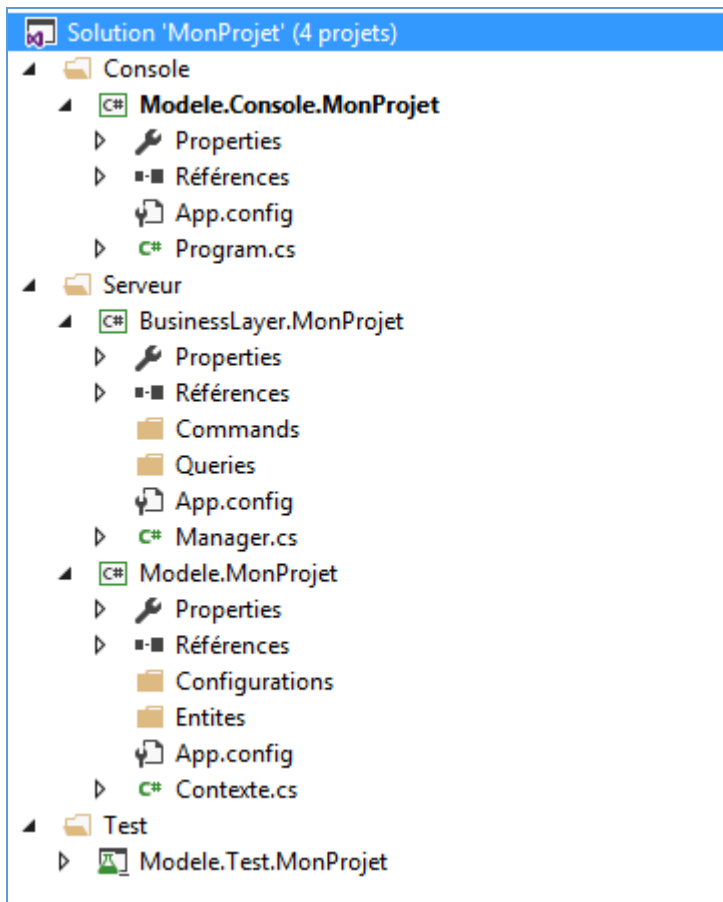 Solution 'MonProjet' (4 projets)
Console
C# Modele.Console.MonProjet
Properties
Références
App.config
C# Program.cs
Serveur
C# BusinessLayer.MonProjet
Properties
Références
Commands
Queries
App.config
C# Manager.cs
C# Modele.MonProjet
Properties
Références
Configurations
Entites
App.config
C# Contexte.cs
Test
Modele.Test.MonProjet